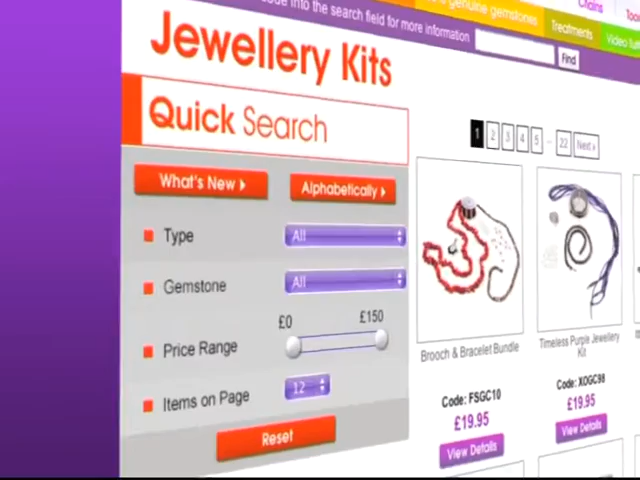 Chains
genuine gemstones
code into the search field for more information
Find
Treatments
Video
Jewellery Kits
Quick Search
What's New
Alphabetically
Type
All
Gemstone
All
£0
£150
Price Range
Items on Page
12
Reset
1 2 3 4 5 ... 22 Next
Brooch & Bracelet Bundle
Code: FSGC10
£19.95
View Details
Timeless Purple Jewellery
Kit
Code: XOGC98
£19.95
View Details